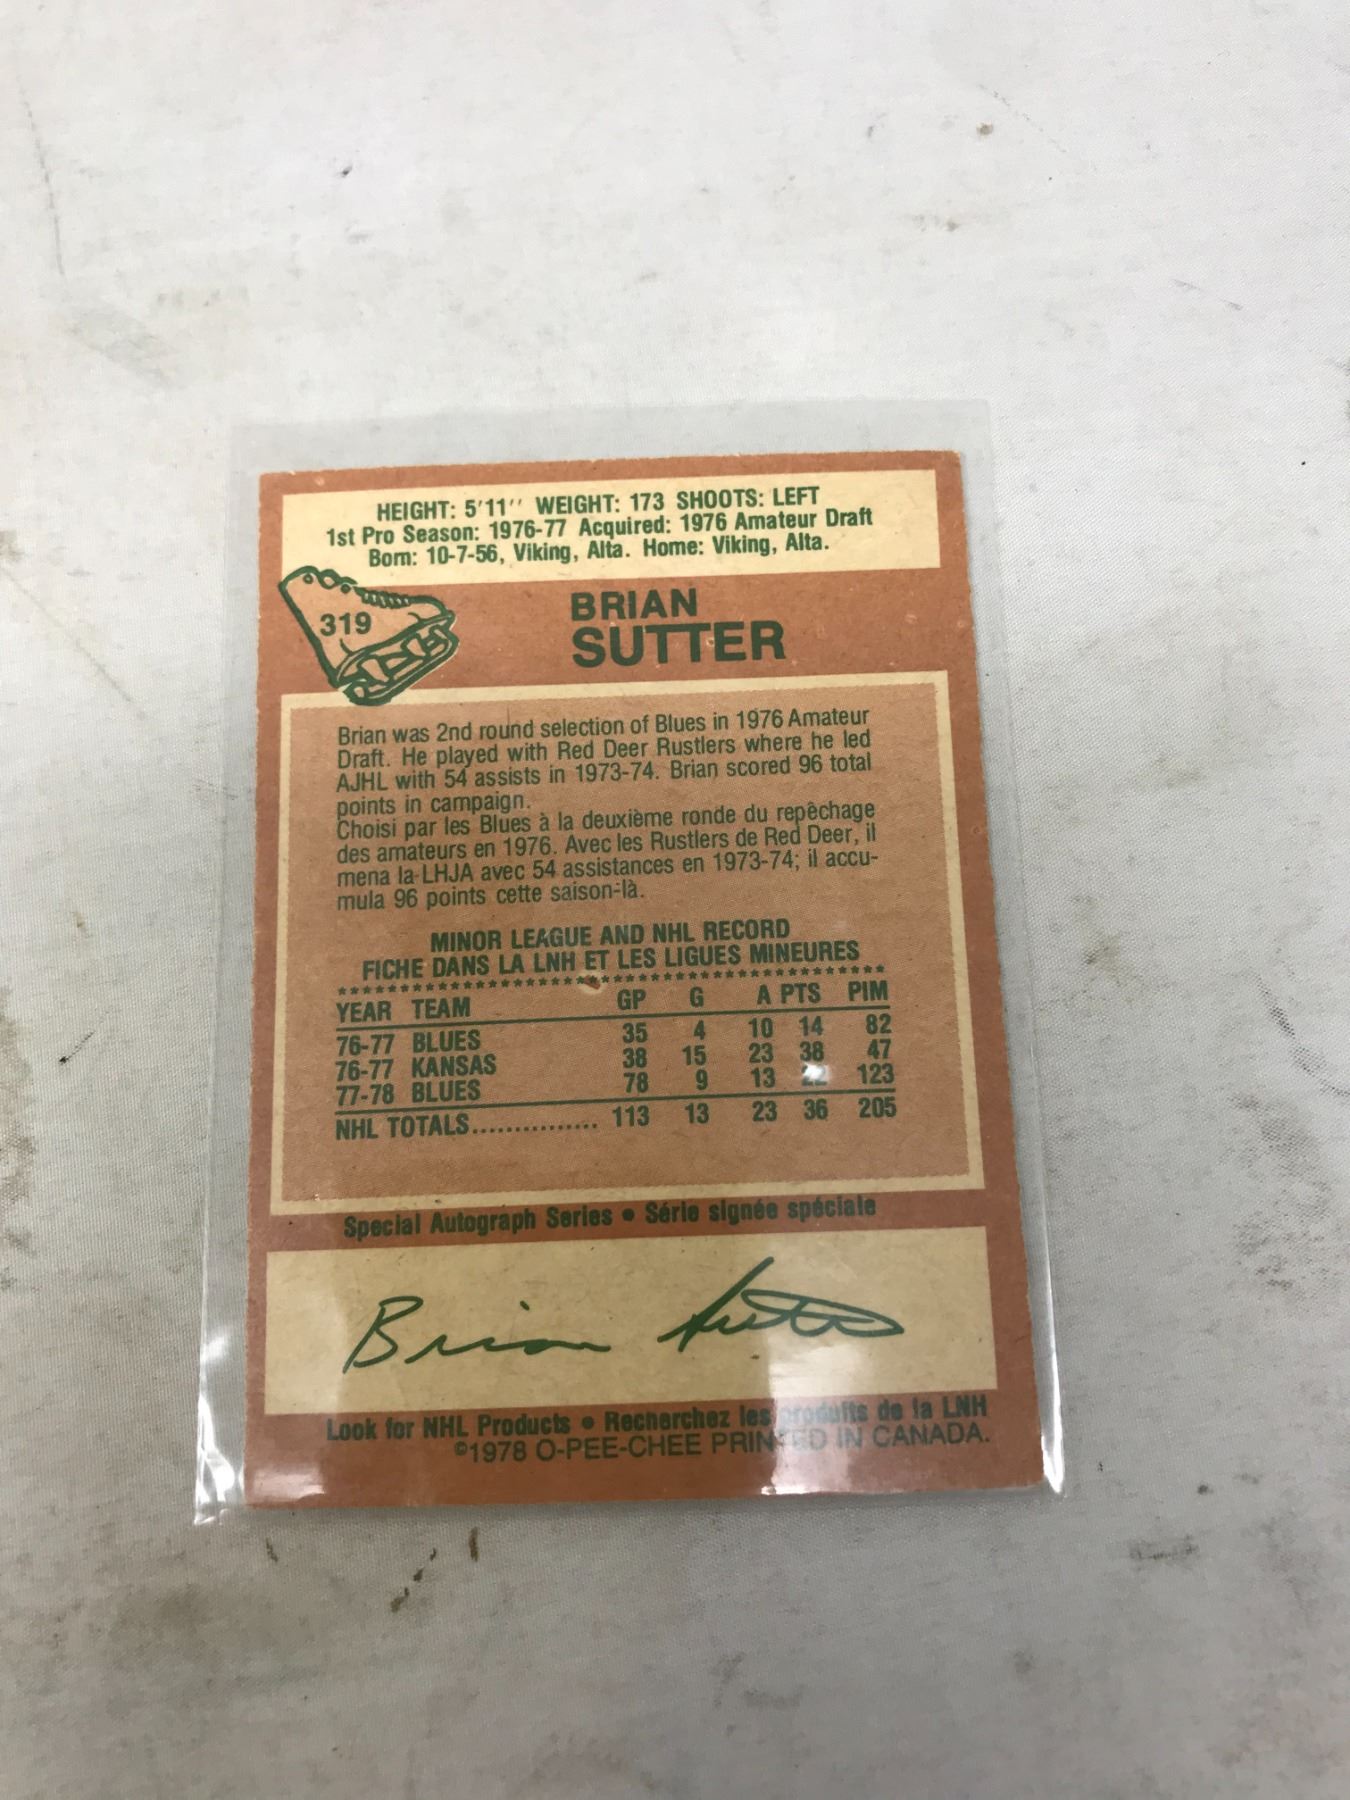 HEIGHT: 5'11'' WEIGHT: 173 SHOOTS: LEFT
1st Pro Season: 1976-77 Acquired: 1976 Amateur Draft
Born: 10-7-56, Viking, Alta. Home: Viking, Alta.
319
BRIAN
SUTTER
Brian was 2nd round selection of Blues in 1976 Amateur
Draft. He played with Red Deer Rustlers where he led
AJHL with 54 assists in 1973-74. Brian scored 96 total
points in campaign.
Choisi par les Blues à la deuxième ronde du repêchage
des amateurs en 1976. Avec les Rustlers de Red Deer, il
mena la LHJA avec 54 assistances en 1973-74; il accu-
mula 96 points cette saison-là.
MINOR LEAGUE AND NHL RECORD
FICHE DANS LA LNH ET LES LIGUES MINEURES
YEAR TEAM GP G A PTS PIM
76-77 BLUES 35 4 10 14 82
76-77 KANSAS 38 15 23 38 47
77-78 BLUES 78 9 13 22 123
NHL TOTALS............... 113 13 23 36 205
Special Autograph Series • Série signée spéciale
Brian Sutter
Look for NHL Products • Recherchez les produits de la LNH
©1978 O-PEE-CHEE PRINTED IN CANADA.